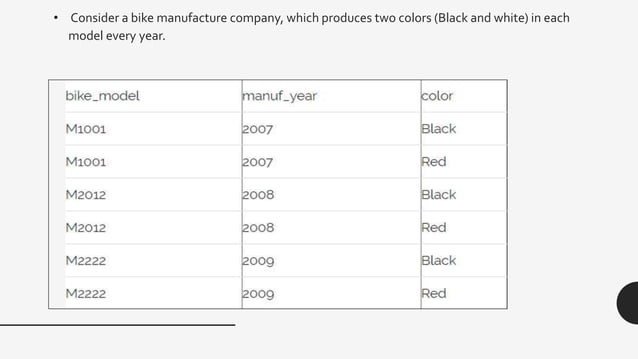 • Consider a bike manufacture company, which produces two colors (Black and white) in each
model every year.
bike_model manuf_year color
M1001 2007 Black
M1001 2007 Red
M2012 2008 Black
M2012 2008 Red
M2222 2009 Black
M2222 2009 Red